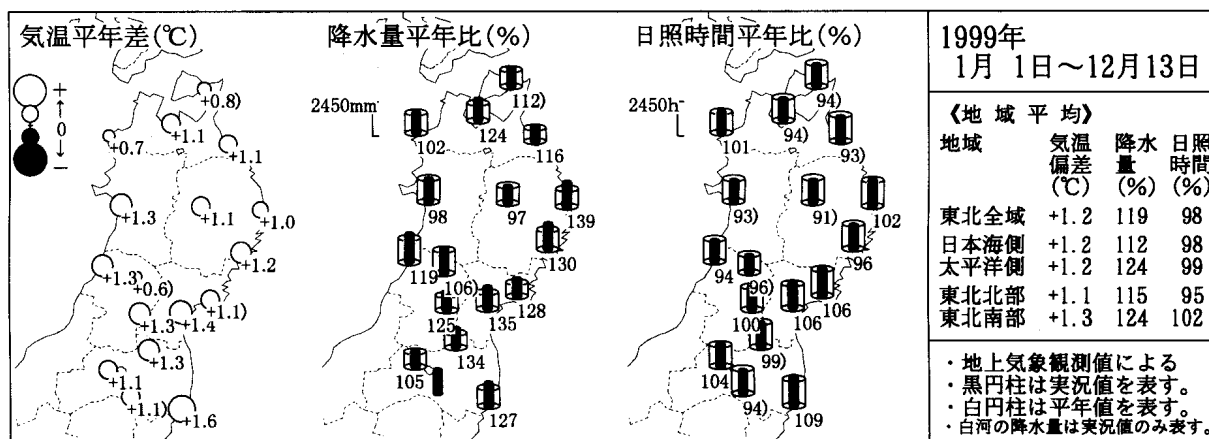 気温平年差(℃)
+
↑
0
↓
−
+0.8)
+1.1
+0.7
+1.1
+1.3
+1.1
+1.0
+1.2
+1.3
+0.6)
+1.1)
+1.3
+1.4
+1.3
+1.1
+1.1)
+1.6
降水量平年比(%)
2450mm
112)
124
102
116
98
97
139
130
119
106)
128
125
135
134
105
127
日照時間平年比(%)
2450h
94)
94)
101
93)
93)
91)
102
96
94
96)
106
100)
106
99)
104
94)
109
1999年
1月 1日～12月13日
《地 域 平 均》
地域 気温 降水 日照
偏差 量 時間
(℃) (%) (%)
東北全域 +1.2 119 98
日本海側 +1.2 112 98
太平洋側 +1.2 124 99
東北北部 +1.1 115 95
東北南部 +1.3 124 102
・地上気象観測値による
・黒円柱は実況値を表す。
・白円柱は平年値を表す。
・白河の降水量は実況値のみ表す。